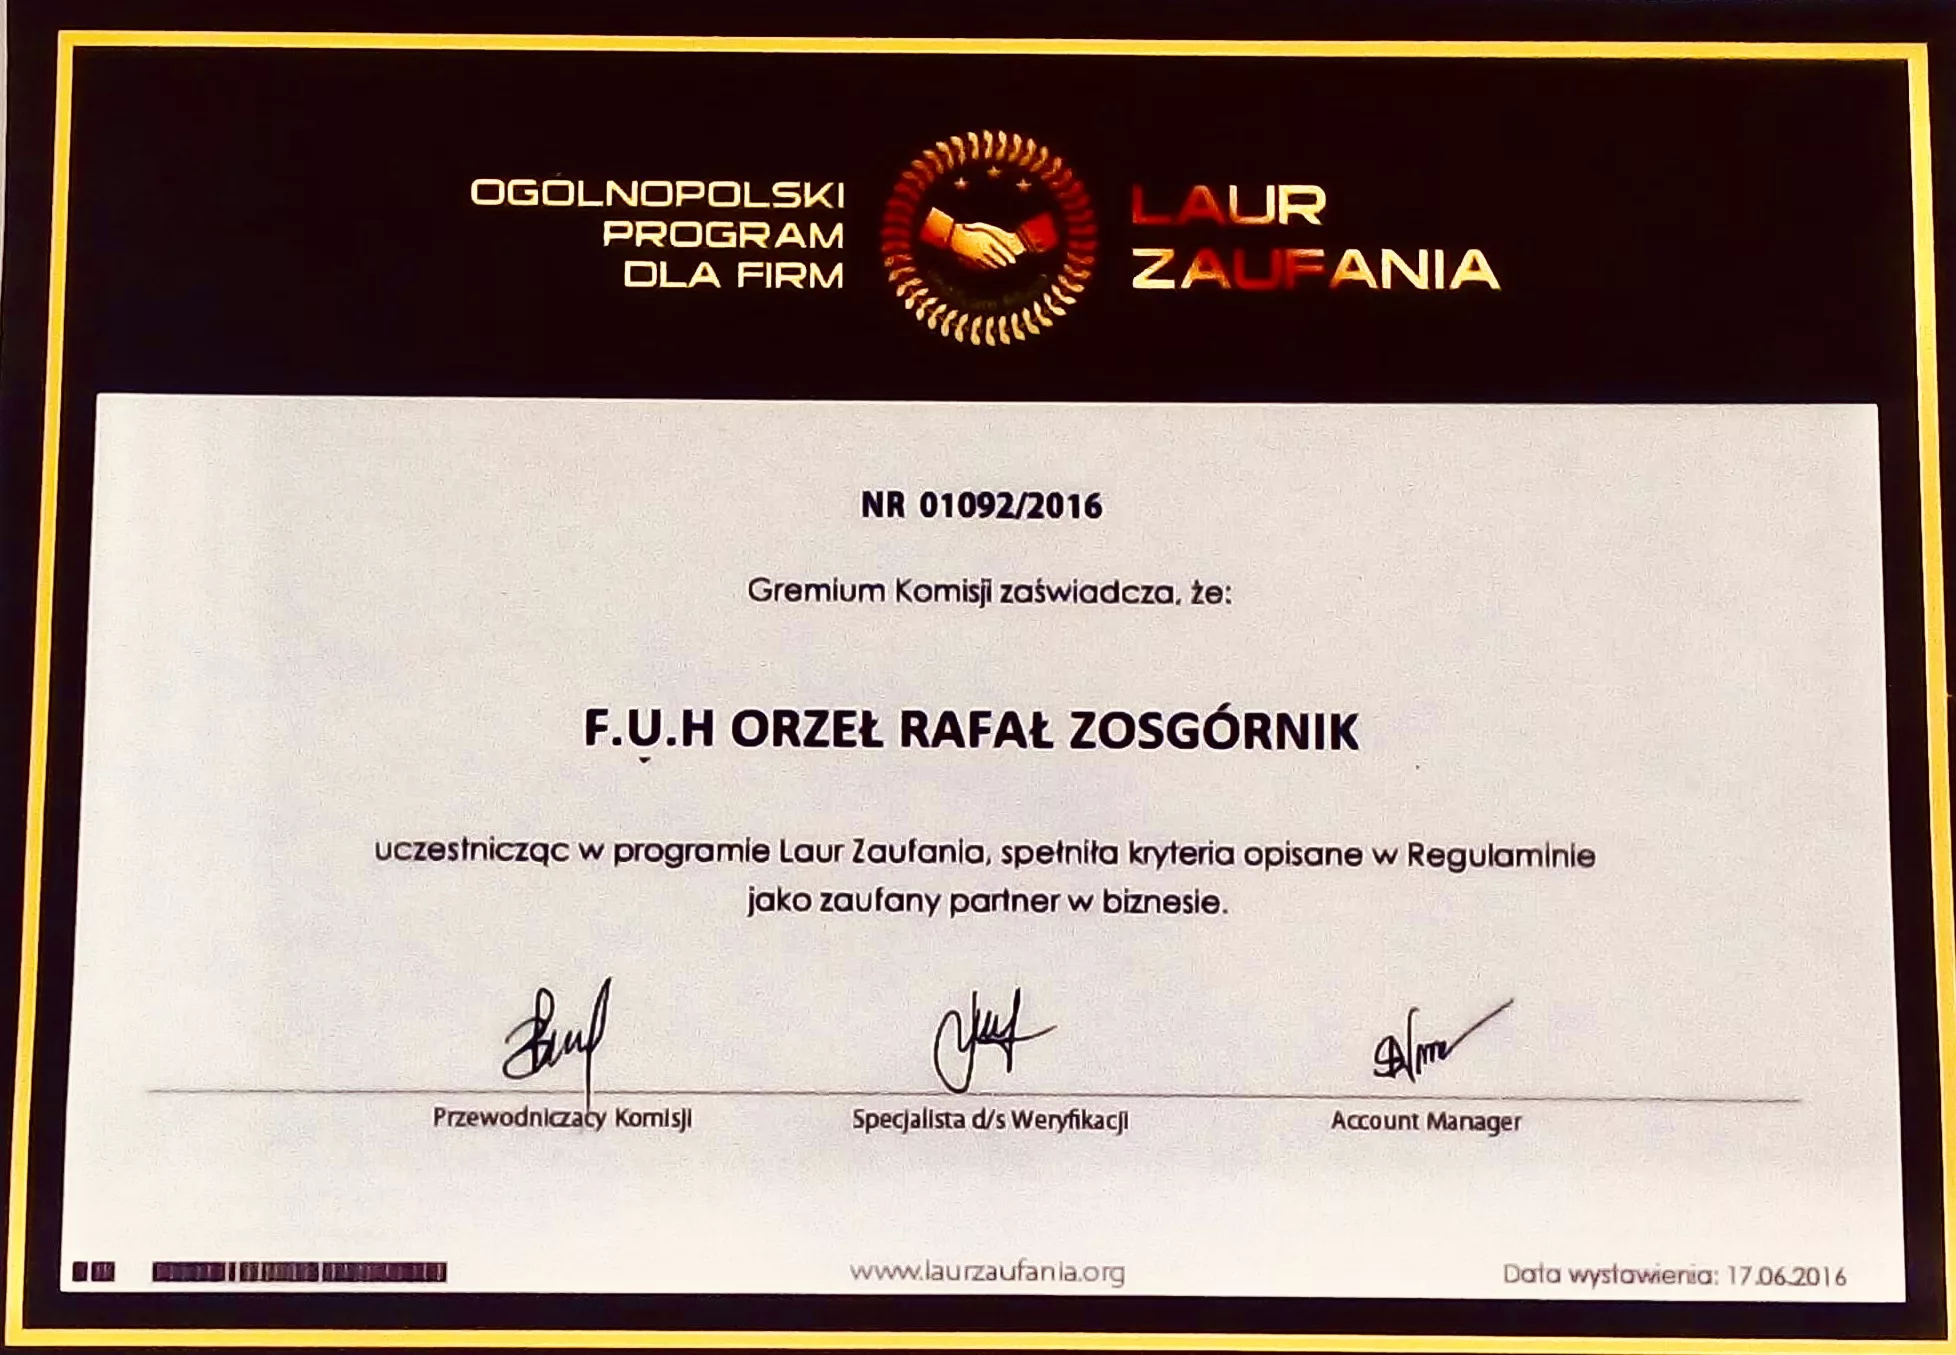 OGÓLNOPOLSKI
PROGRAM
DLA FIRM
LAUR
ZAUFANIA
NR 01092/2016
Gremium Komisji zaświadcza, że:
F.U.H ORZEŁ RAFAŁ ZOSGÓRNIK
uczestnicząc w programie Laur Zaufania, spełniła kryteria opisane w Regulaminie
jako zaufany partner w biznesie.
Przewodniczący Komisji
Specjalista d/s Weryfikacji
Account Manager
www.laurzaufania.org
Data wystawienia: 17.06.2016